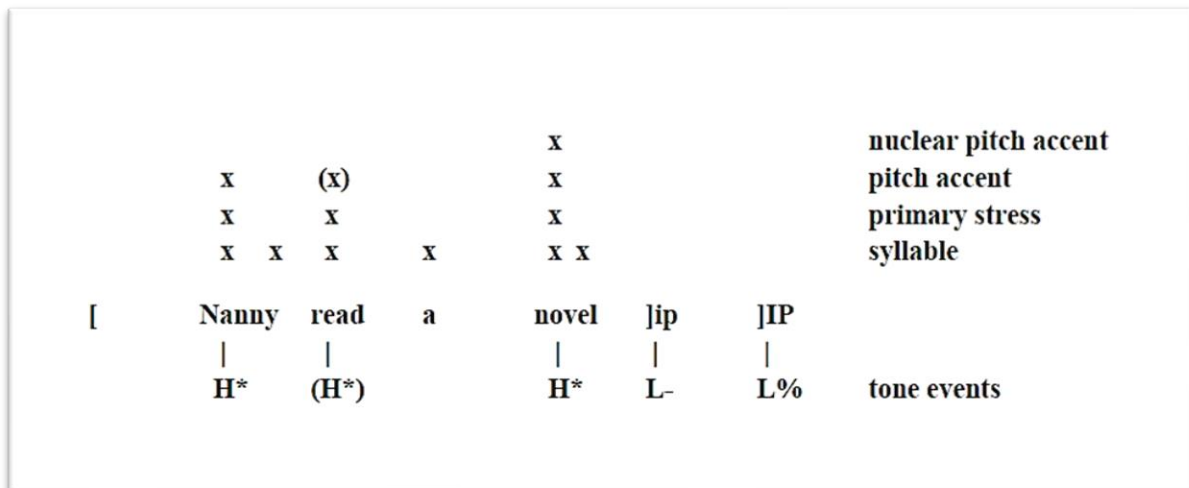 x nuclear pitch accent
x (x) x pitch accent
x x x primary stress
x x x x x x syllable
[ Nanny read a novel ]ip ]IP
| | | | |
H* (H*) H* L- L% tone events